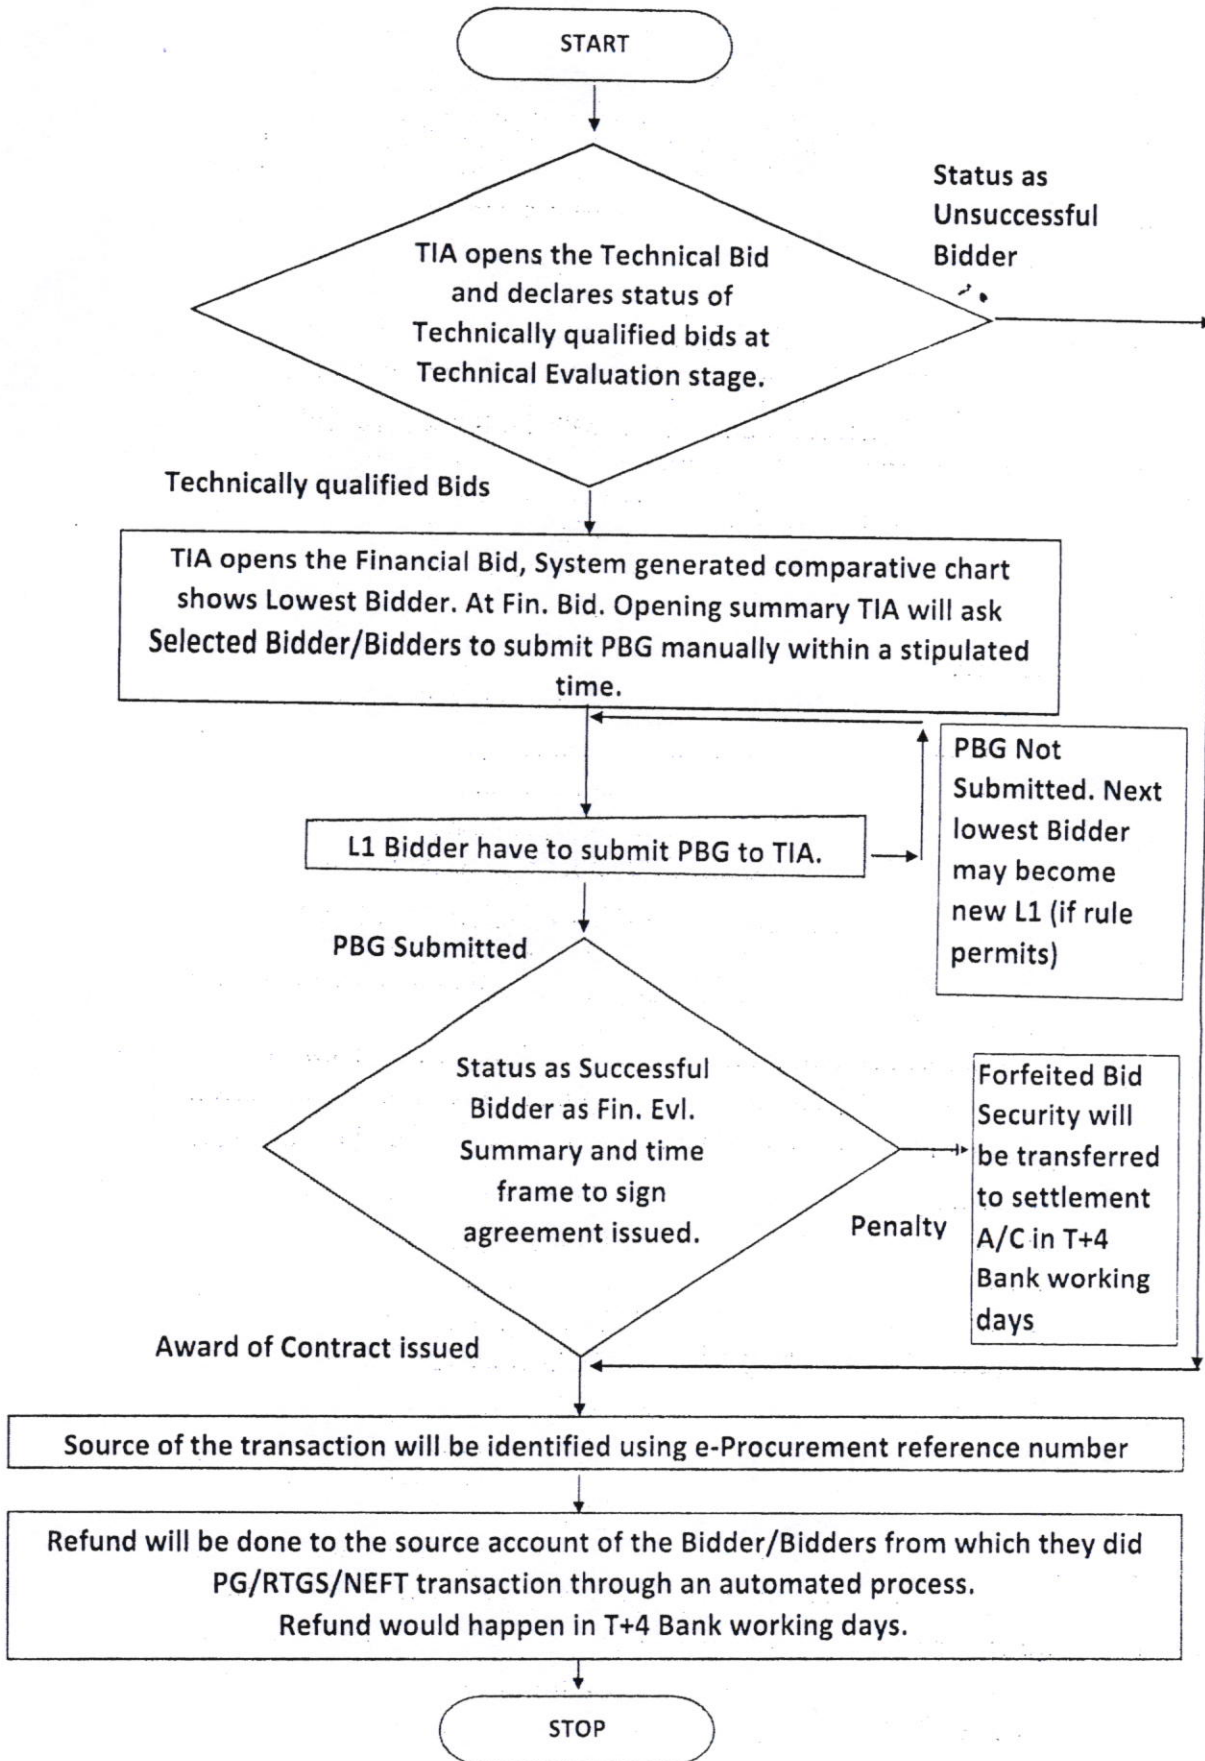 START
Status as
Unsuccessful
Bidder
TIA opens the Technical Bid
and declares status of
Technically qualified bids at
Technical Evaluation stage.
Technically qualified Bids
TIA opens the Financial Bid, System generated comparative chart
shows Lowest Bidder. At Fin. Bid. Opening summary TIA will ask
Selected Bidder/Bidders to submit PBG manually within a stipulated
time.
PBG Not
Submitted. Next
lowest Bidder
may become
new L1 (if rule
permits)
L1 Bidder have to submit PBG to TIA.
PBG Submitted
Status as Successful
Bidder as Fin. Evl.
Summary and time
frame to sign
agreement issued.
Penalty
Forfeited Bid
Security will
be transferred
to settlement
A/C in T+4
Bank working
days
Award of Contract issued
Source of the transaction will be identified using e-Procurement reference number
Refund will be done to the source account of the Bidder/Bidders from which they did
PG/RTGS/NEFT transaction through an automated process.
Refund would happen in T+4 Bank working days.
STOP